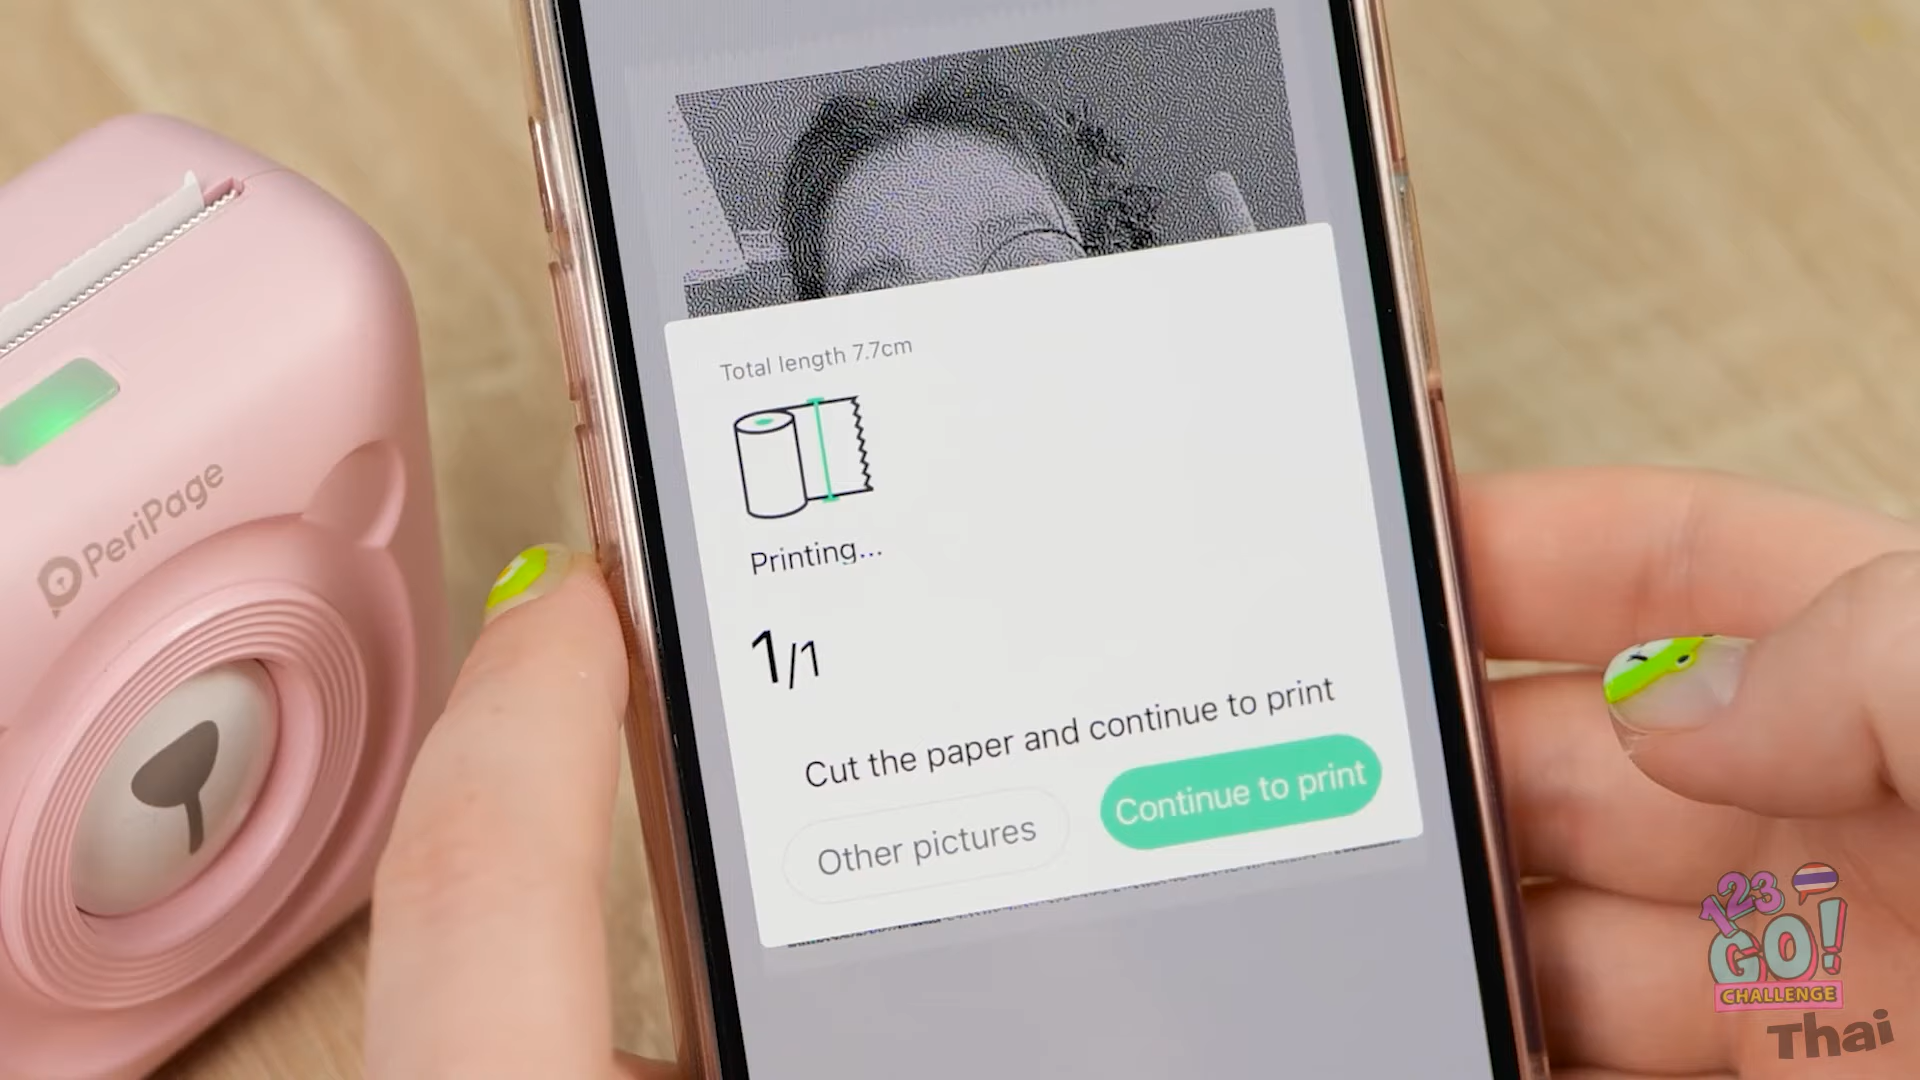 Total length 7.7cm
Printing...
1/1
Cut the paper and continue to print
Other pictures
Continue to print
PeriPage
123
GO!
CHALLENGE
Thai